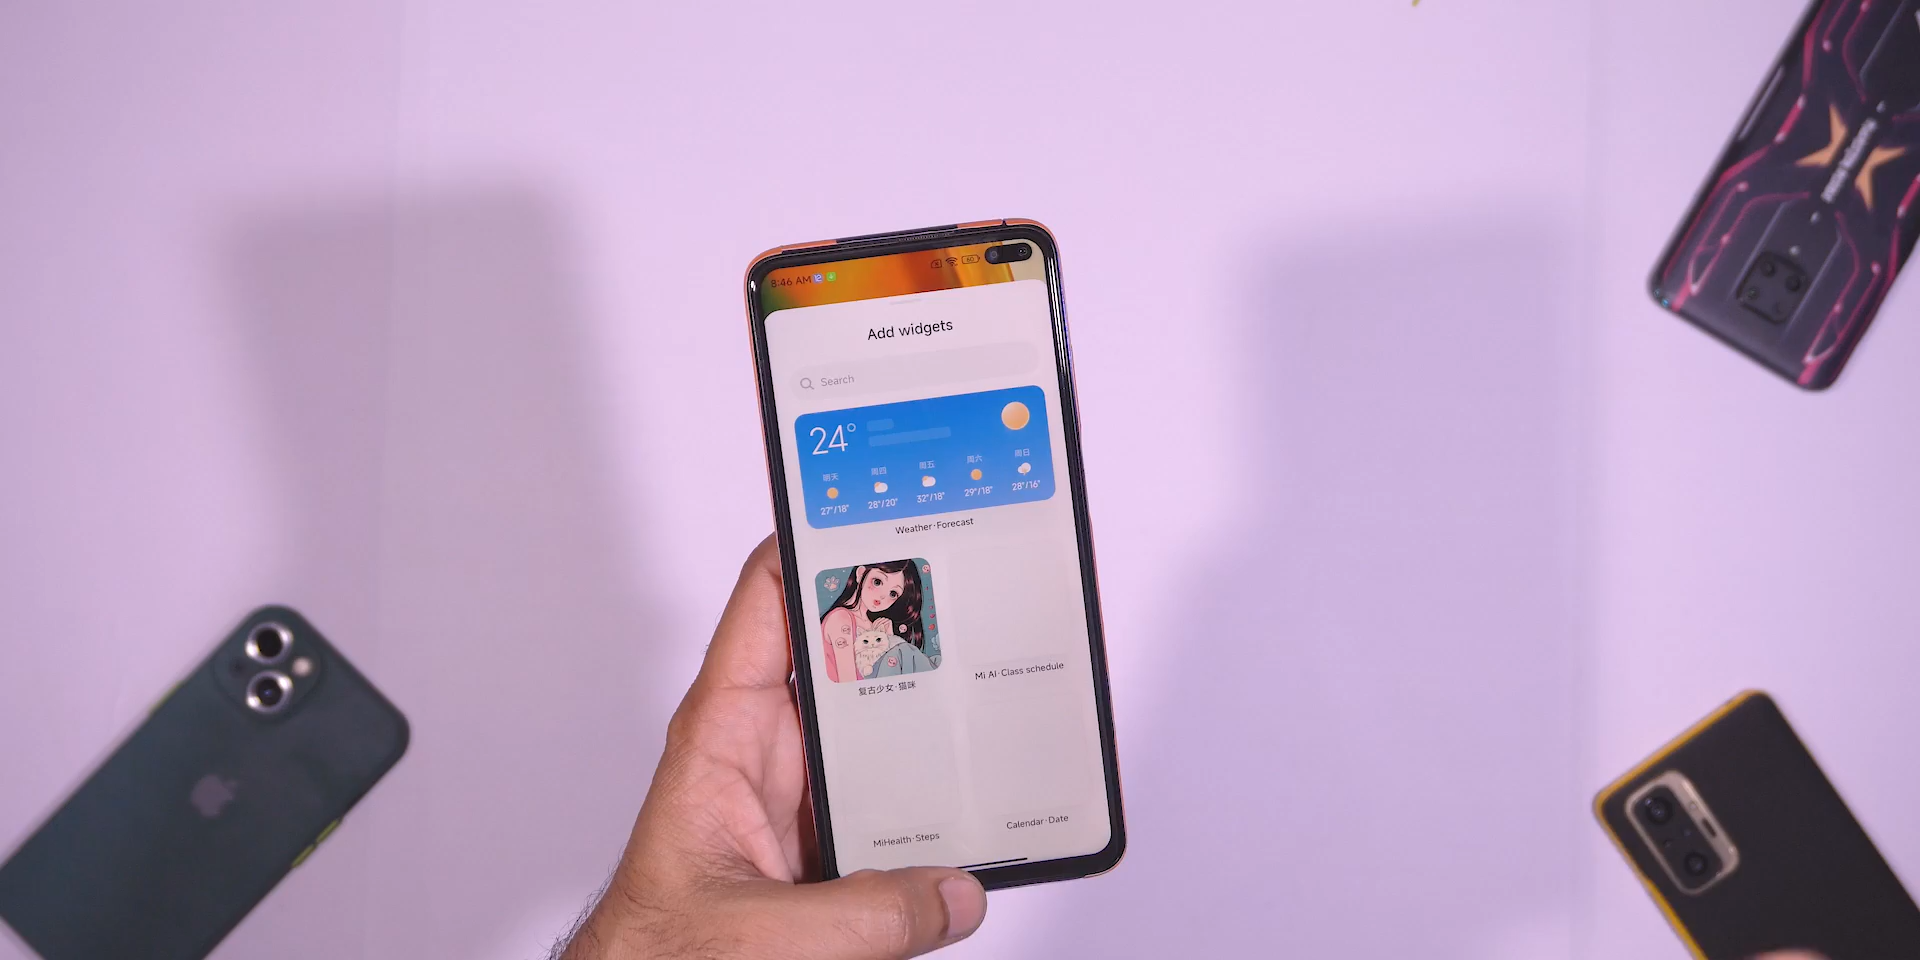 8:46 AM
60
Add widgets
Search
24°
明天 周四 周五 周六 周日
27°/18° 28°/20° 32°/18° 29°/18° 28°/16°
Weather·Forecast
复古少女·猫咪
Mi AI·Class schedule
MiHealth·Steps
Calendar·Date